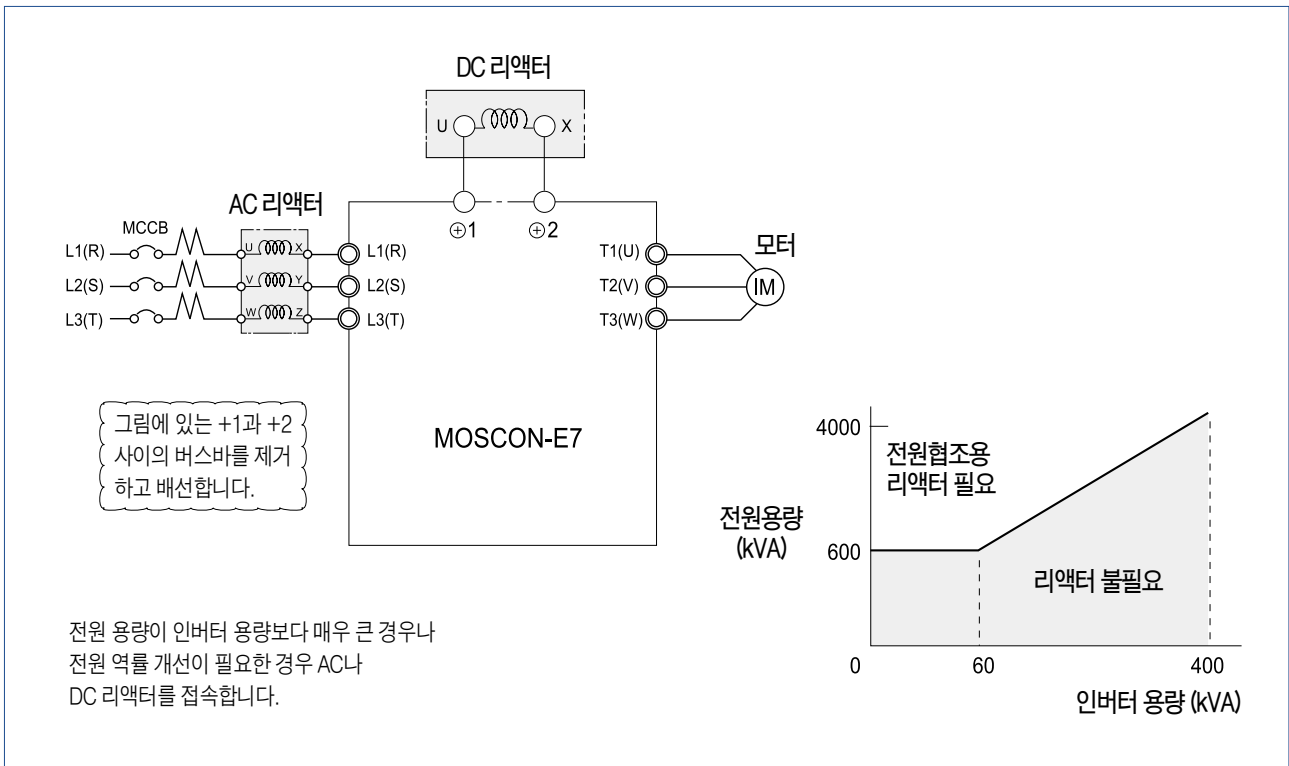 DC 리액터
U X
AC 리액터
⊕1 ⊕2
MCCB
L1(R) U X L1(R) T1(U) 모터
L2(S) V Y L2(S) T2(V) IM
L3(T) W Z L3(T) T3(W)
그림에 있는 +1과 +2
사이의 버스바를 제거
하고 배선합니다.
MOSCON-E7
4000
전원협조용
리액터 필요
전원용량
(kVA)
600
리액터 불필요
0 60 400
인버터 용량 (kVA)
전원 용량이 인버터 용량보다 매우 큰 경우나
전원 역률 개선이 필요한 경우 AC나
DC 리액터를 접속합니다.